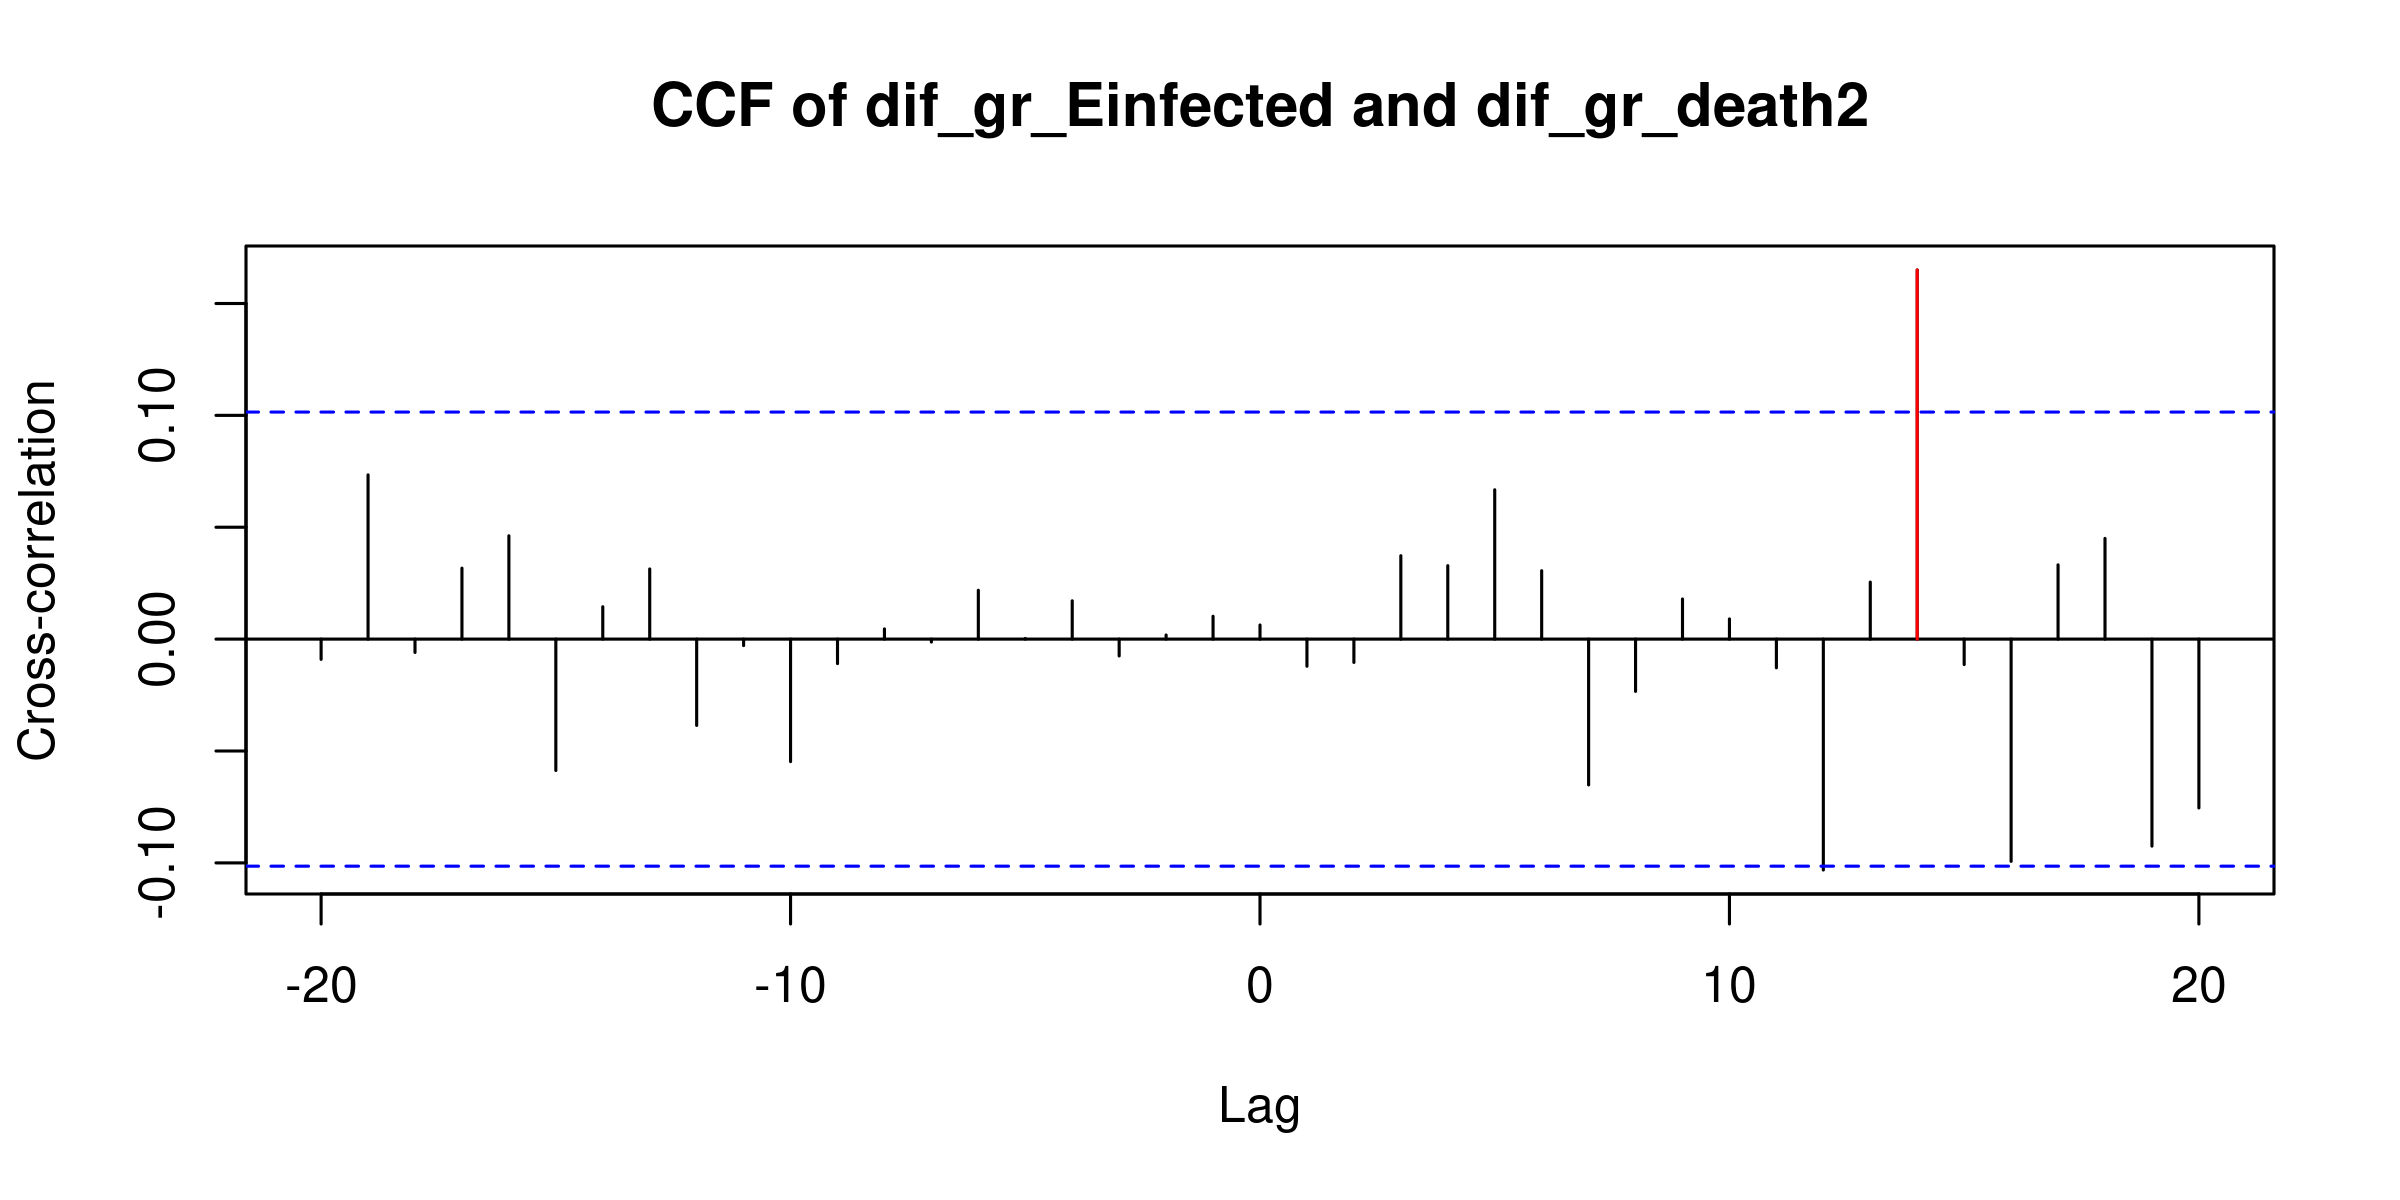 CCF of dif_gr_Einfected and dif_gr_death2
Cross-correlation
0.10
0.00
-0.10
-20 -10 0 10 20
Lag